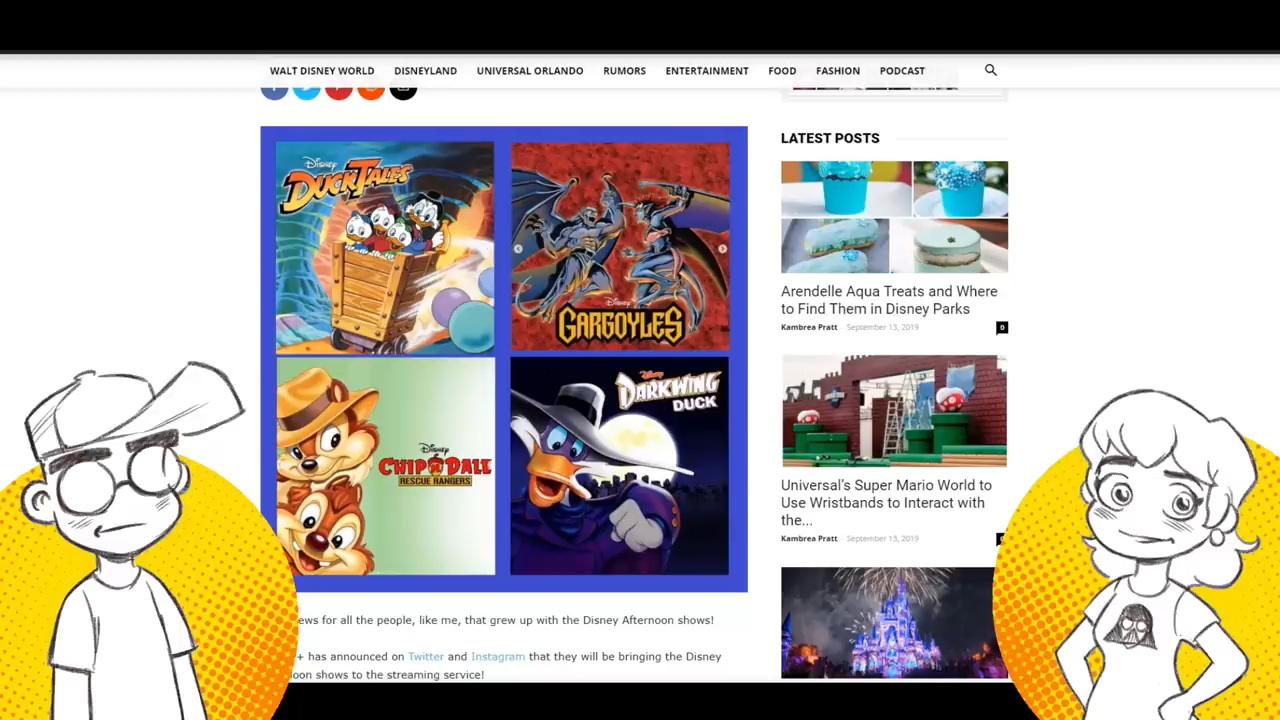 WALT DISNEY WORLD DISNEYLAND UNIVERSAL ORLANDO RUMORS ENTERTAINMENT FOOD FASHION PODCAST
Disney
DUCKTALES
Disney
GARGOYLES
Disney
CHIP DALE
RESCUE RANGERS
Disney
DARKWING
DUCK
ews for all the people, like me, that grew up with the Disney Afternoon shows!
+ has announced on Twitter and Instagram that they will be bringing the Disney
oon shows to the streaming service!
LATEST POSTS
Arendelle Aqua Treats and Where
to Find Them in Disney Parks
Kambrea Pratt - September 13, 2019 0
Universal's Super Mario World to
Use Wristbands to Interact with
the...
Kambrea Pratt - September 13, 2019